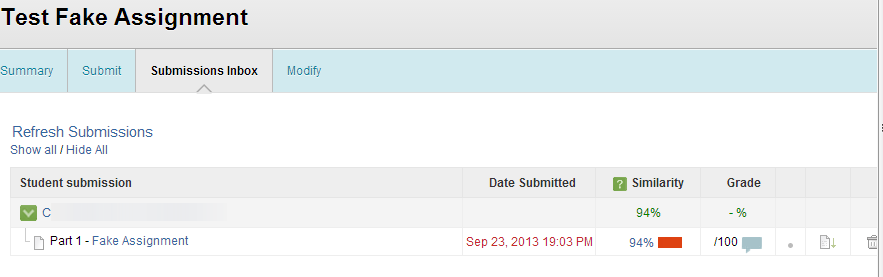 Test Fake Assignment
Summary Submit Submissions Inbox Modify
Refresh Submissions
Show all / Hide All
Student submission Date Submitted ? Similarity Grade
C 94% - %
Part 1 - Fake Assignment Sep 23, 2013 19:03 PM 94% /100